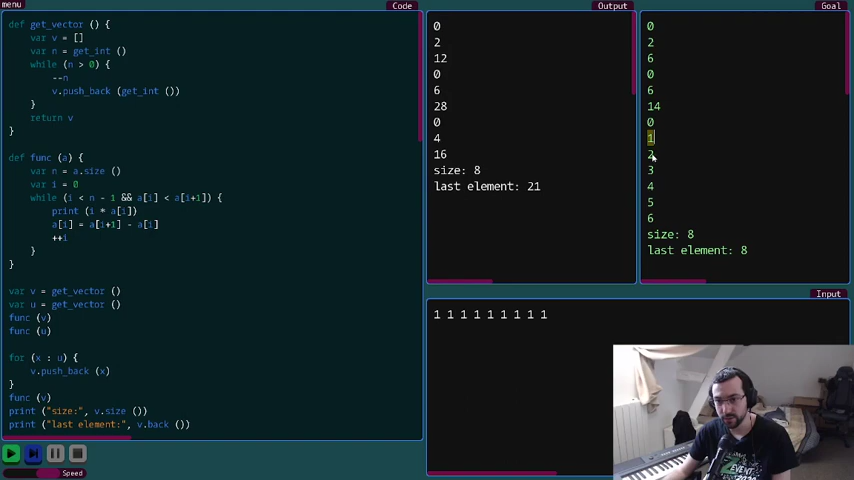 menu
Code
Output
Goal
def get_vector () {
var v = []
var n = get_int ()
while (n > 0) {
--n
v.push_back (get_int ())
}
return v
}
def func (a) {
var n = a.size ()
var i = 0
while (i < n - 1 && a[i] < a[i+1]) {
print (i * a[i])
a[i] = a[i+1] - a[i]
++i
}
}
var v = get_vector ()
var u = get_vector ()
func (v)
func (u)
for (x : u) {
v.push_back (x)
}
func (v)
print ("size:", v.size ())
print ("last element:", v.back ())
0
2
12
0
6
28
0
4
16
size: 8
last element: 21
0
2
6
0
6
14
0
1
2
3
4
5
6
size: 8
last element: 8
Input
1 1 1 1 1 1 1 1 1
Speed
Z
EVENT